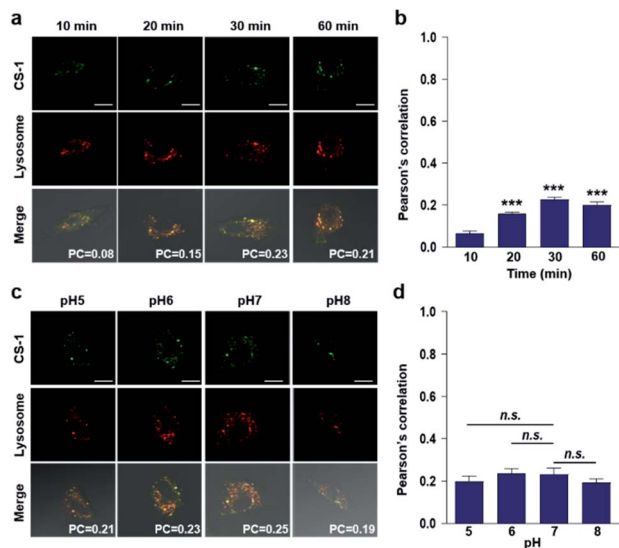 a
10 min 20 min 30 min 60 min
CS-1
Lysosome
Merge
PC=0.08 PC=0.15 PC=0.23 PC=0.21
b
Pearson's correlation
1.0
0.8
0.6
0.4
0.2
0.0
*** *** ***
10 20 30 60
Time (min)
c
pH5 pH6 pH7 pH8
CS-1
Lysosome
Merge
PC=0.21 PC=0.23 PC=0.25 PC=0.19
d
Pearson's correlation
1.0
0.8
0.6
0.4
0.2
0.0
n.s.
n.s.
n.s.
5 6 7 8
pH